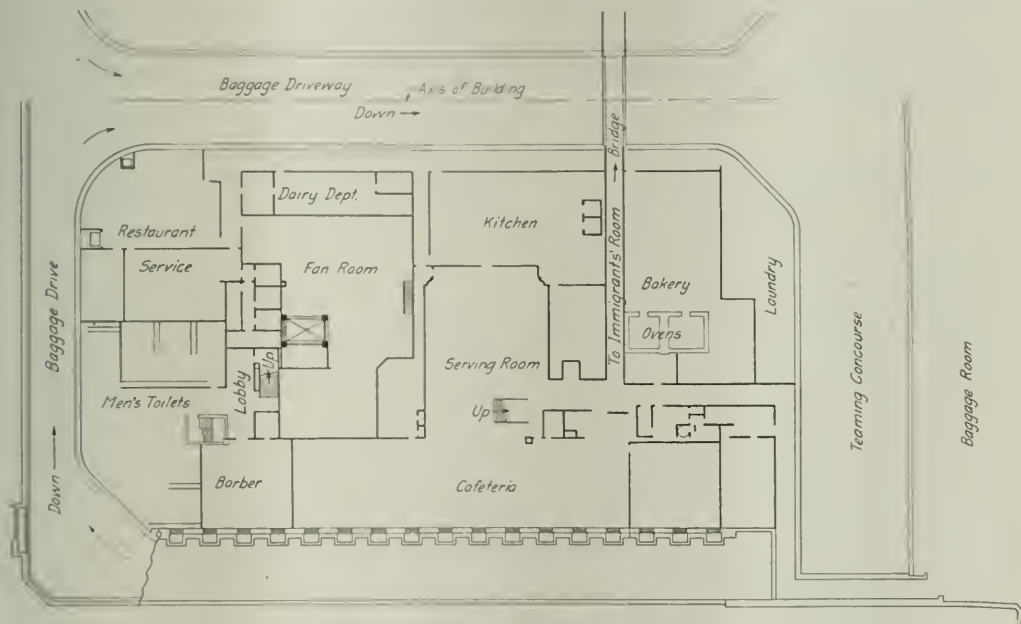 Baggage Driveway
Axis of Building
Down →
Bridge
Dairy Dept.
Kitchen
Restaurant
Service
Fan Room
To Immigrants' Room
Bakery
Ovens
Laundry
Baggage Drive
Down
Lobby
Up
Men's Toilets
Serving Room
Up
Barber
Cafeteria
Teaming Concourse
Baggage Room